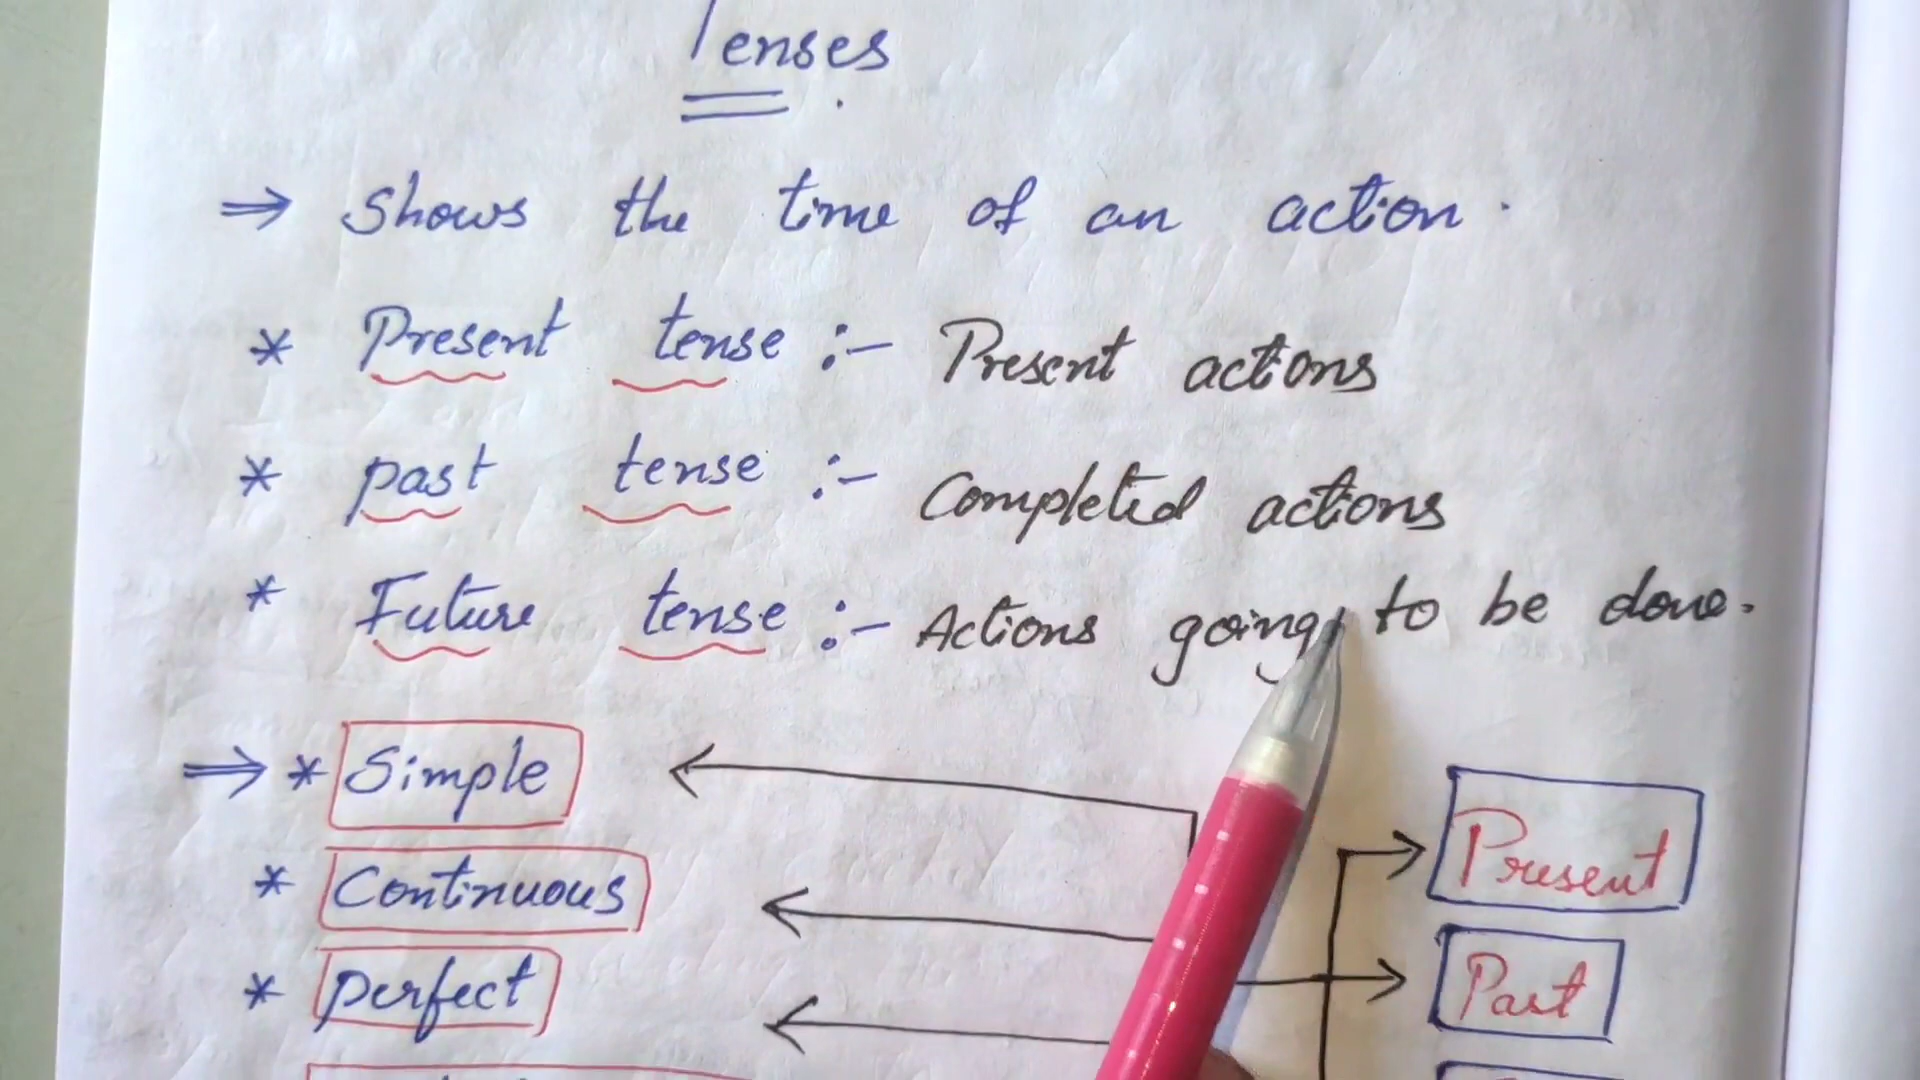 Tenses
⇒ Shows the time of an action.
* Present tense :- Present actions
* past tense :- Completed actions
* Future tense :- Actions going to be done.
⇒ * Simple
Present
* Continuous
Past
* perfect